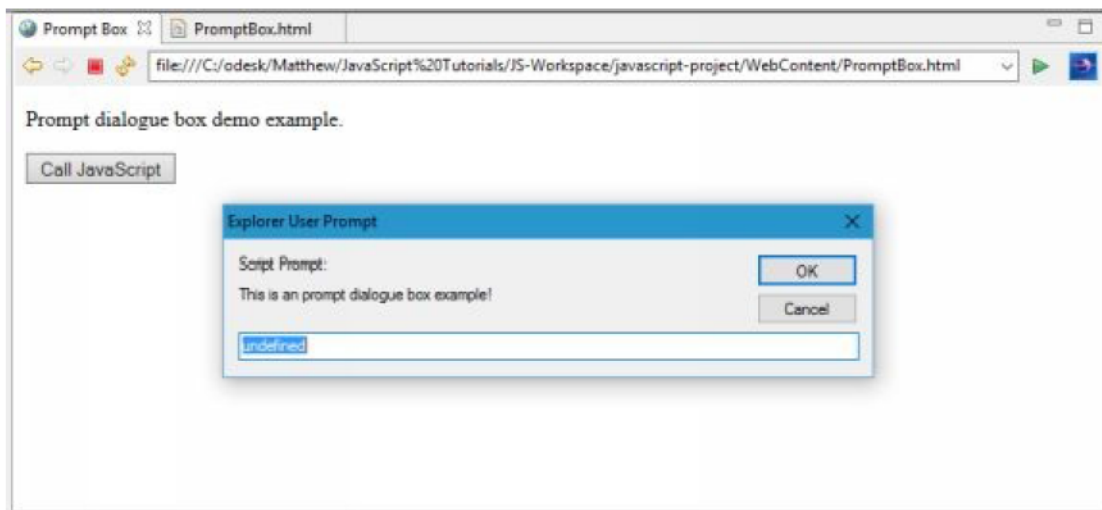 Prompt Box PromptBox.html
file:///C:/odesk/Matthew/JavaScript%20Tutorials/JS-Workspace/javascript-project/WebContent/PromptBox.html
Prompt dialogue box demo example.
Call JavaScript
Explorer User Prompt
Script Prompt:
OK
This is an prompt dialogue box example!
Cancel
undefined